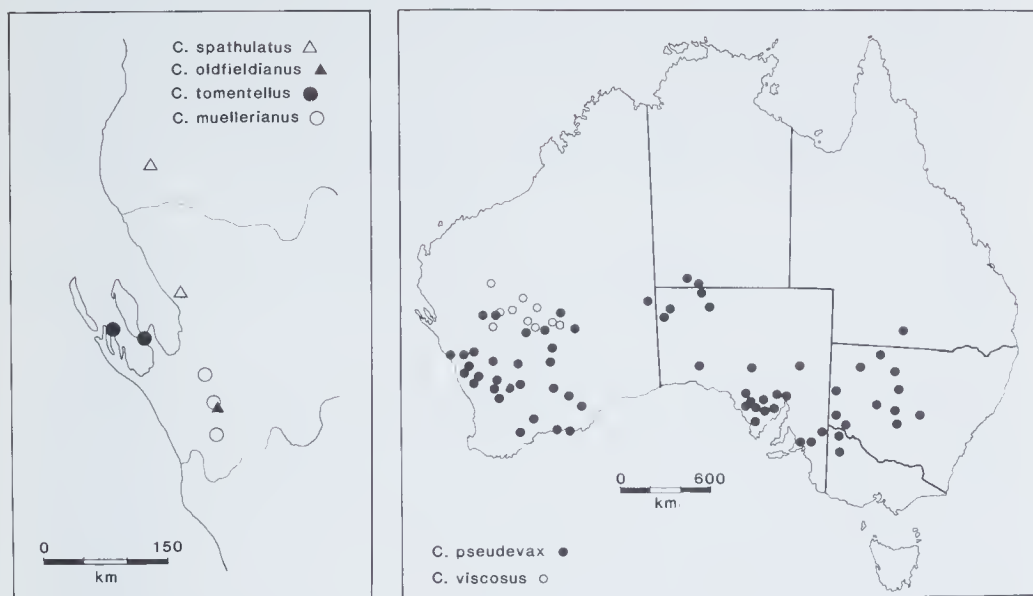 C. spathulatus △
C. oldfieldianus ▲
C. tomentellus ●
C. muellerianus ○
0 150
km
0 600
km.
C. pseudevax ●
C. viscosus ○